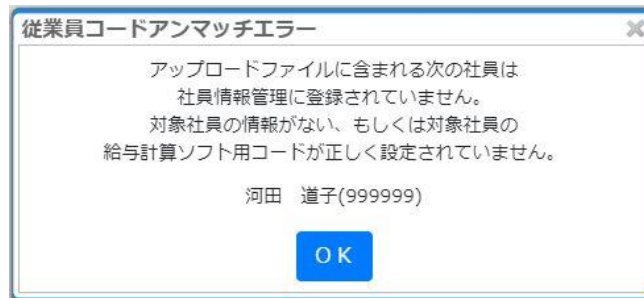 従業員コードアンマッチエラー
アップロードファイルに含まれる次の社員は
社員情報管理に登録されていません。
対象社員の情報がない、もしくは対象社員の
給与計算ソフト用コードが正しく設定されていません。
河田　道子(999999)
ＯＫ